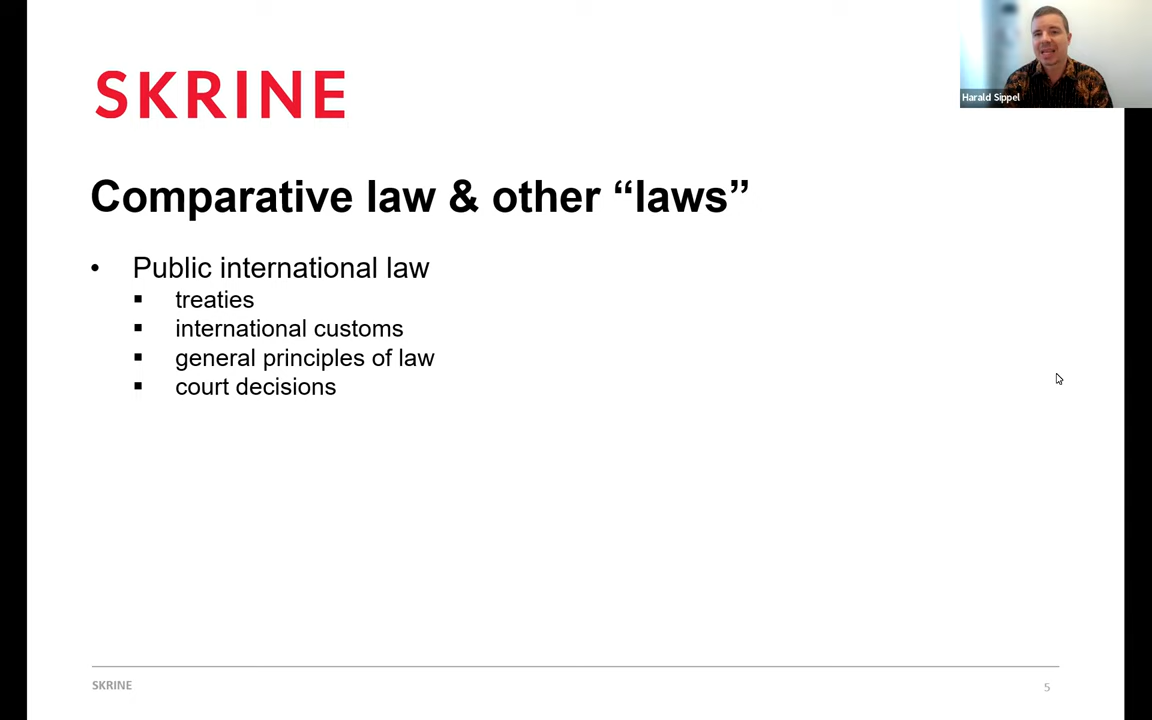 SKRINE
Harald Sippel
Comparative law & other “laws”
• Public international law
▪ treaties
▪ international customs
▪ general principles of law
▪ court decisions
SKRINE
5